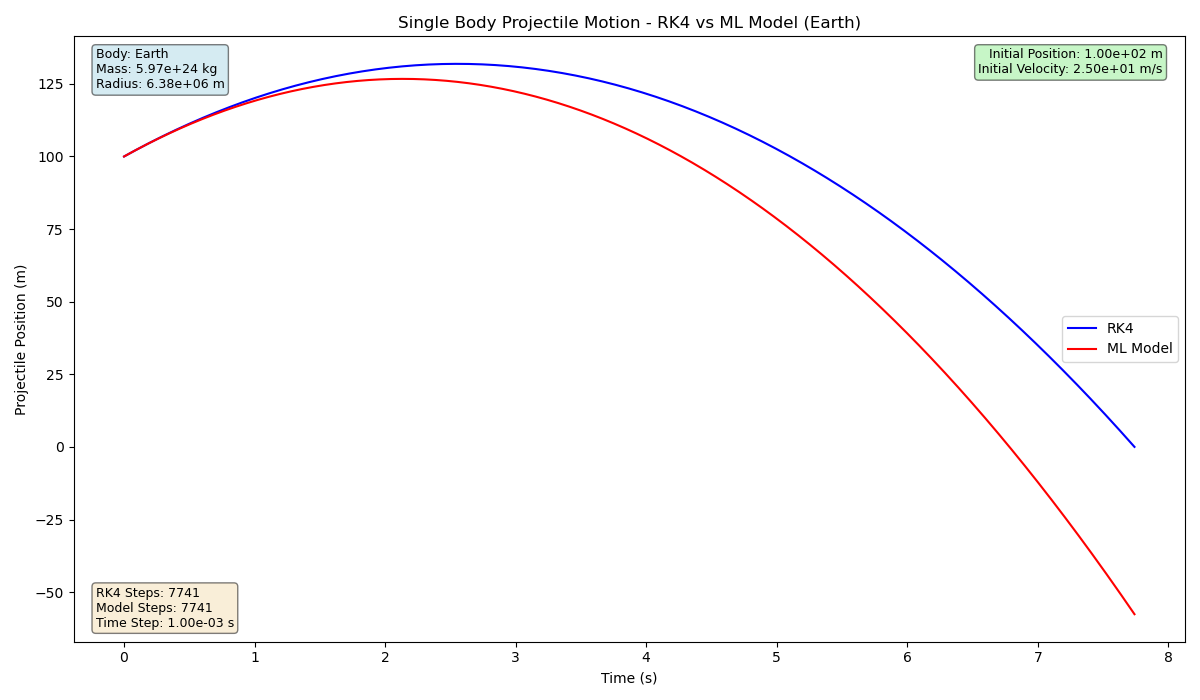 Single Body Projectile Motion - RK4 vs ML Model (Earth)
Body: Earth
Mass: 5.97e+24 kg
Radius: 6.38e+06 m
Initial Position: 1.00e+02 m
Initial Velocity: 2.50e+01 m/s
Projectile Position (m)
125
100
75
50
25
0
−25
−50
RK4
ML Model
RK4 Steps: 7741
Model Steps: 7741
Time Step: 1.00e-03 s
0 1 2 3 4 5 6 7 8
Time (s)